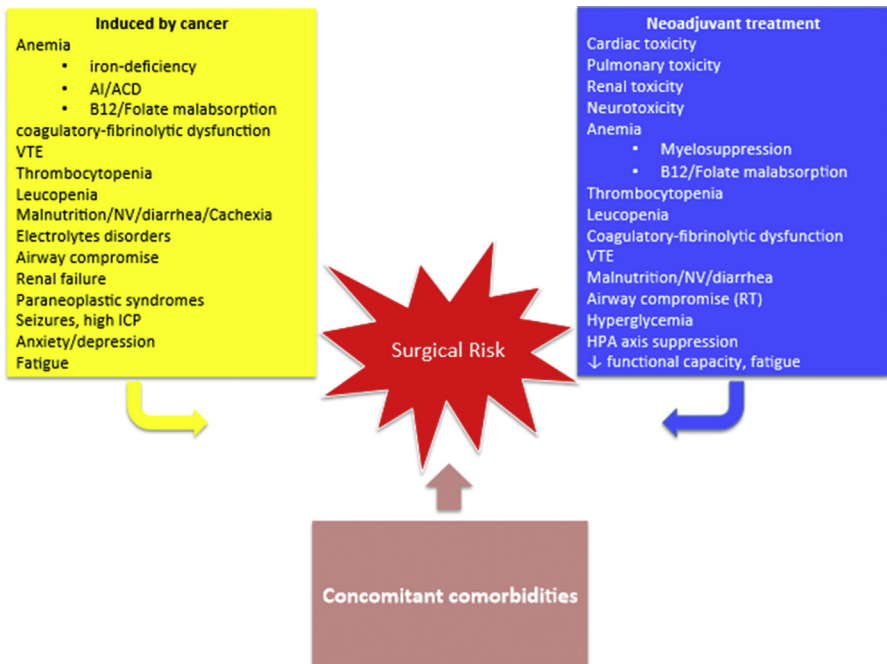 Induced by cancer
Anemia
• iron-deficiency
• AI/ACD
• B12/Folate malabsorption
coagulatory-fibrinolytic dysfunction
VTE
Thrombocytopenia
Leucopenia
Malnutrition/NV/diarrhea/Cachexia
Electrolytes disorders
Airway compromise
Renal failure
Paraneoplastic syndromes
Seizures, high ICP
Anxiety/depression
Fatigue
Neoadjuvant treatment
Cardiac toxicity
Pulmonary toxicity
Renal toxicity
Neurotoxicity
Anemia
• Myelosuppression
• B12/Folate malabsorption
Thrombocytopenia
Leucopenia
Coagulatory-fibrinolytic dysfunction
VTE
Malnutrition/NV/diarrhea
Airway compromise (RT)
Hyperglycemia
HPA axis suppression
↓ functional capacity, fatigue
Surgical Risk
Concomitant comorbidities